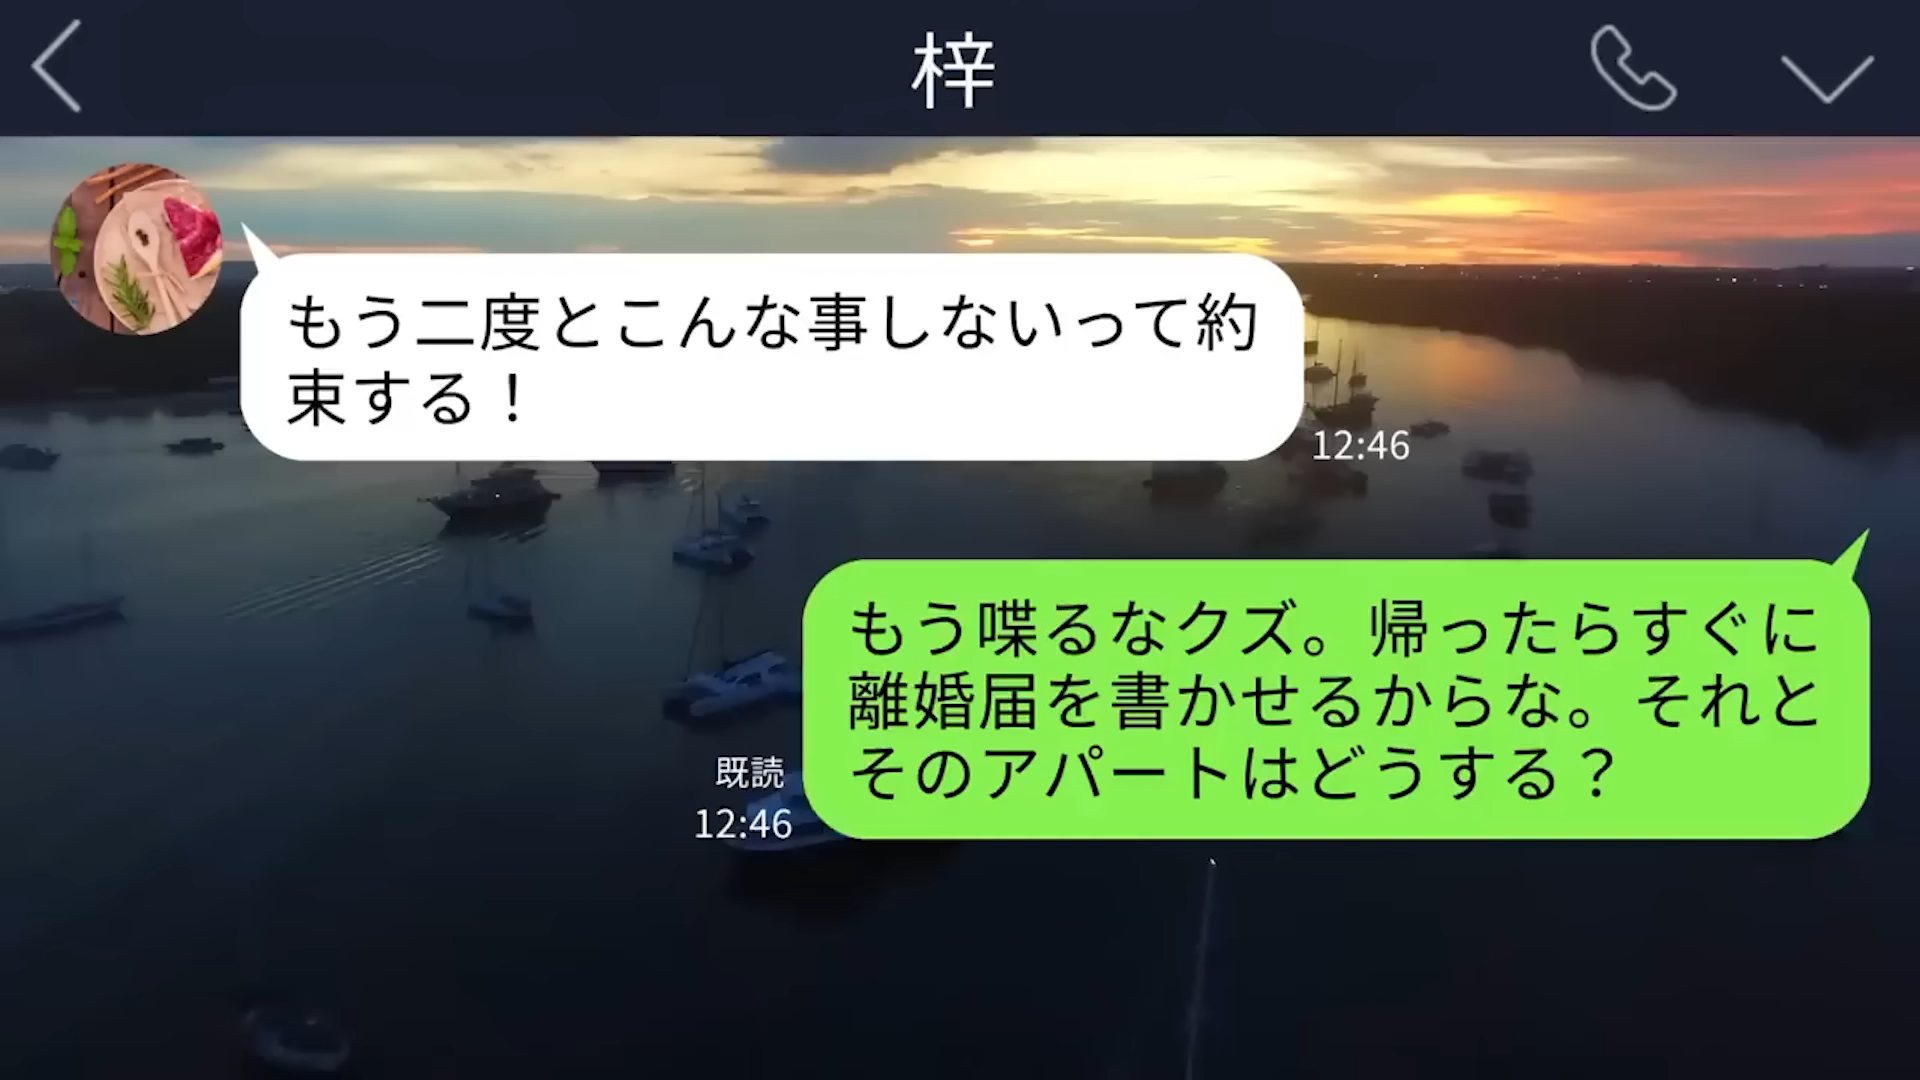 梓
もう二度とこんな事しないって約
束する！
12:46
もう喋るなクズ。帰ったらすぐに
離婚届を書かせるからな。それと
そのアパートはどうする？
既読
12:46